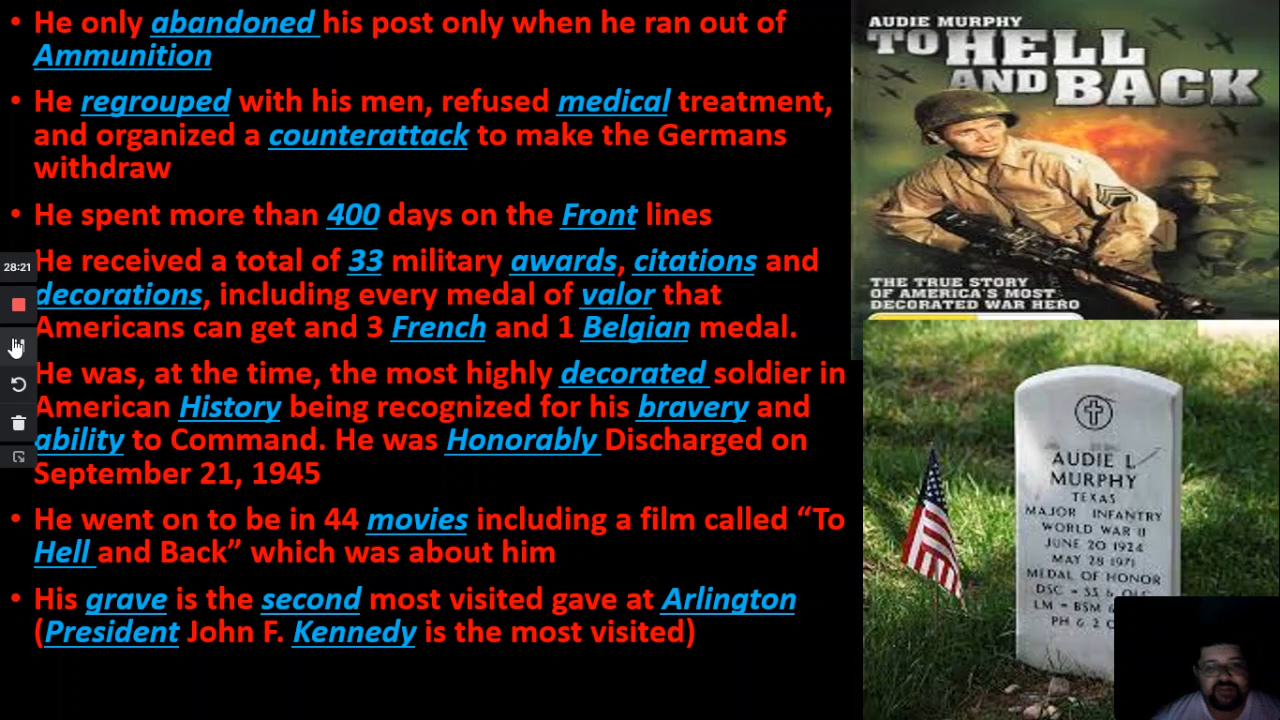 • He only abandoned his post only when he ran out of
Ammunition
• He regrouped with his men, refused medical treatment,
and organized a counterattack to make the Germans
withdraw
• He spent more than 400 days on the Front lines
He received a total of 33 military awards, citations and
decorations, including every medal of valor that
Americans can get and 3 French and 1 Belgian medal.
He was, at the time, the most highly decorated soldier in
American History being recognized for his bravery and
ability to Command. He was Honorably Discharged on
September 21, 1945
• He went on to be in 44 movies including a film called “To
Hell and Back” which was about him
• His grave is the second most visited gave at Arlington
(President John F. Kennedy is the most visited)
28:21
AUDIE MURPHY
TO HELL
AND BACK
THE TRUE STORY
OF AMERICA'S MOST
DECORATED WAR HERO
AUDIE L
MURPHY
TEXAS
MAJOR INFANTRY
WORLD WAR II
JUNE 20 1924
MAY 28 1971
MEDAL OF HONOR
DSC - SS & OLC
LM - BSM
PH & 2